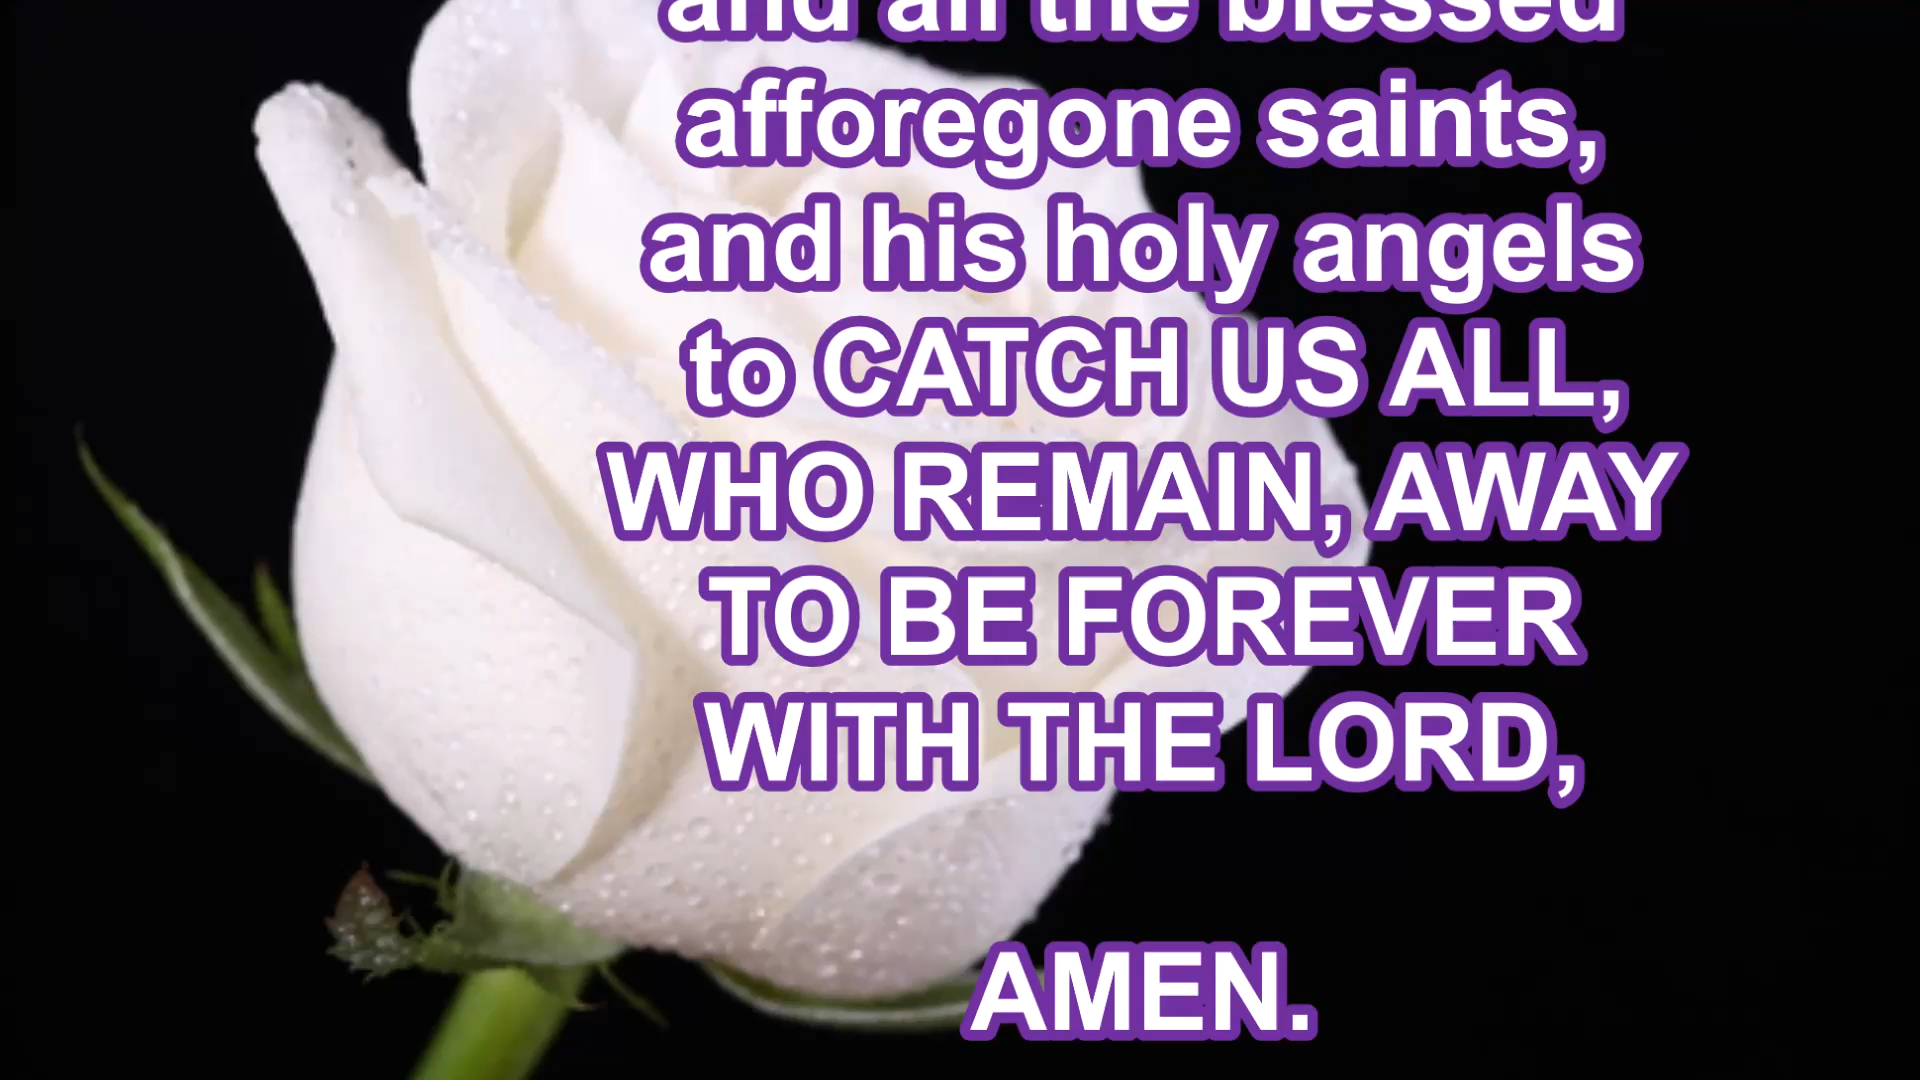 and all the blessed
afforegone saints,
and his holy angels
to CATCH US ALL,
WHO REMAIN, AWAY
TO BE FOREVER
WITH THE LORD,
AMEN.